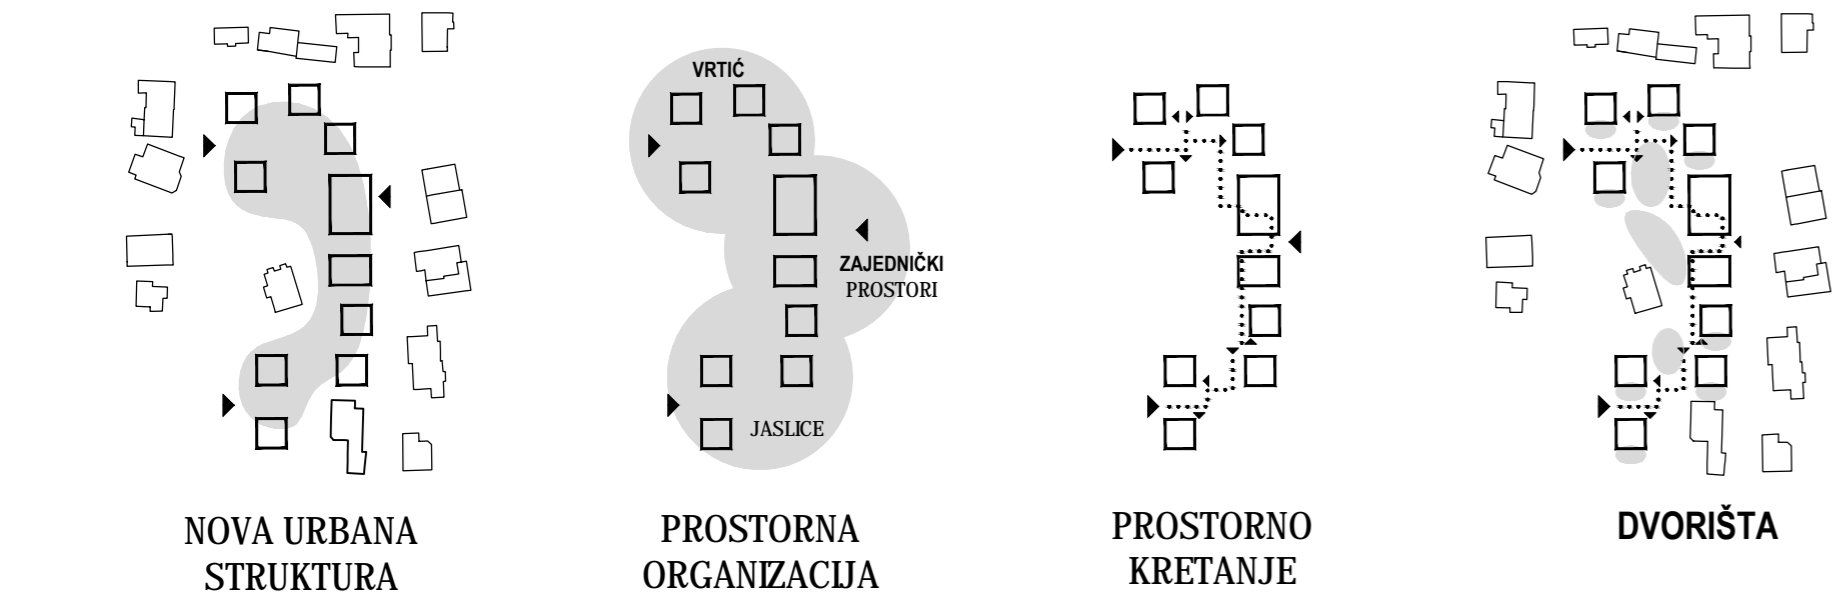 VRTIĆ
ZAJEDNIČKI
PROSTORI
JASLICE
NOVA URBANA
STRUKTURA
PROSTORNA
ORGANIZACIJA
PROSTORNO
KRETANJE
DVORIŠTA